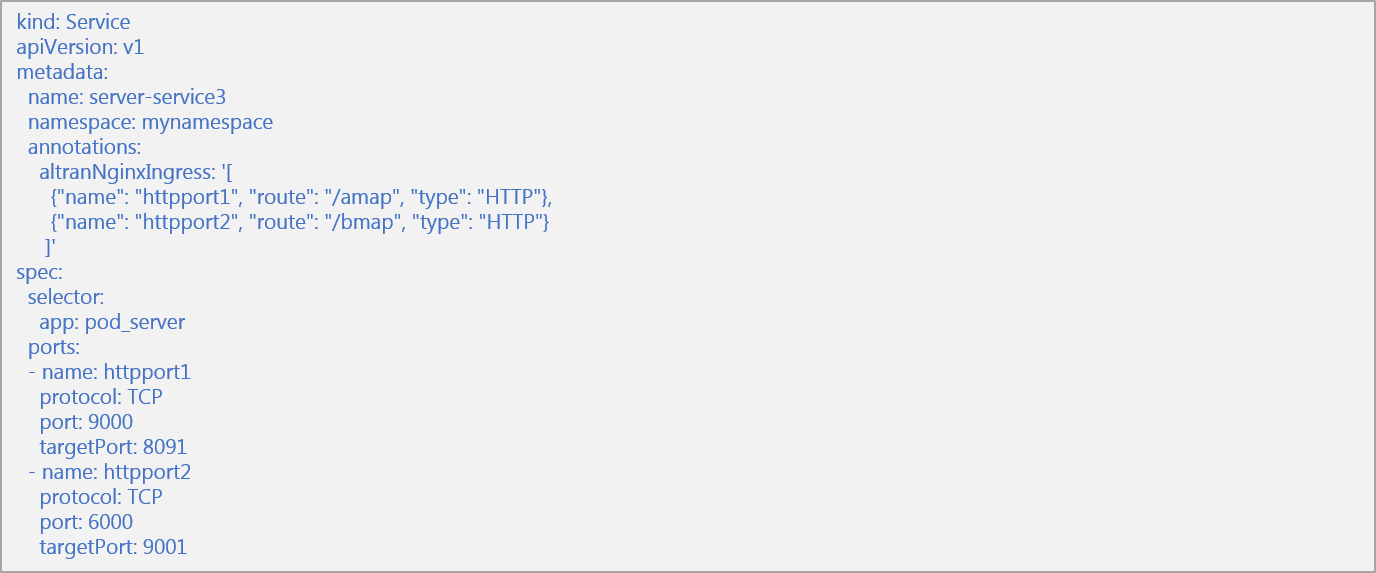 kind: Service
apiVersion: v1
metadata:
  name: server-service3
  namespace: mynamespace
  annotations:
    altranNginxIngress: '[
      {"name": "httpport1", "route": "/amap", "type": "HTTP"},
      {"name": "httpport2", "route": "/bmap", "type": "HTTP"}
     ]'
spec:
  selector:
    app: pod_server
  ports:
  - name: httpport1
    protocol: TCP
    port: 9000
    targetPort: 8091
  - name: httpport2
    protocol: TCP
    port: 6000
    targetPort: 9001